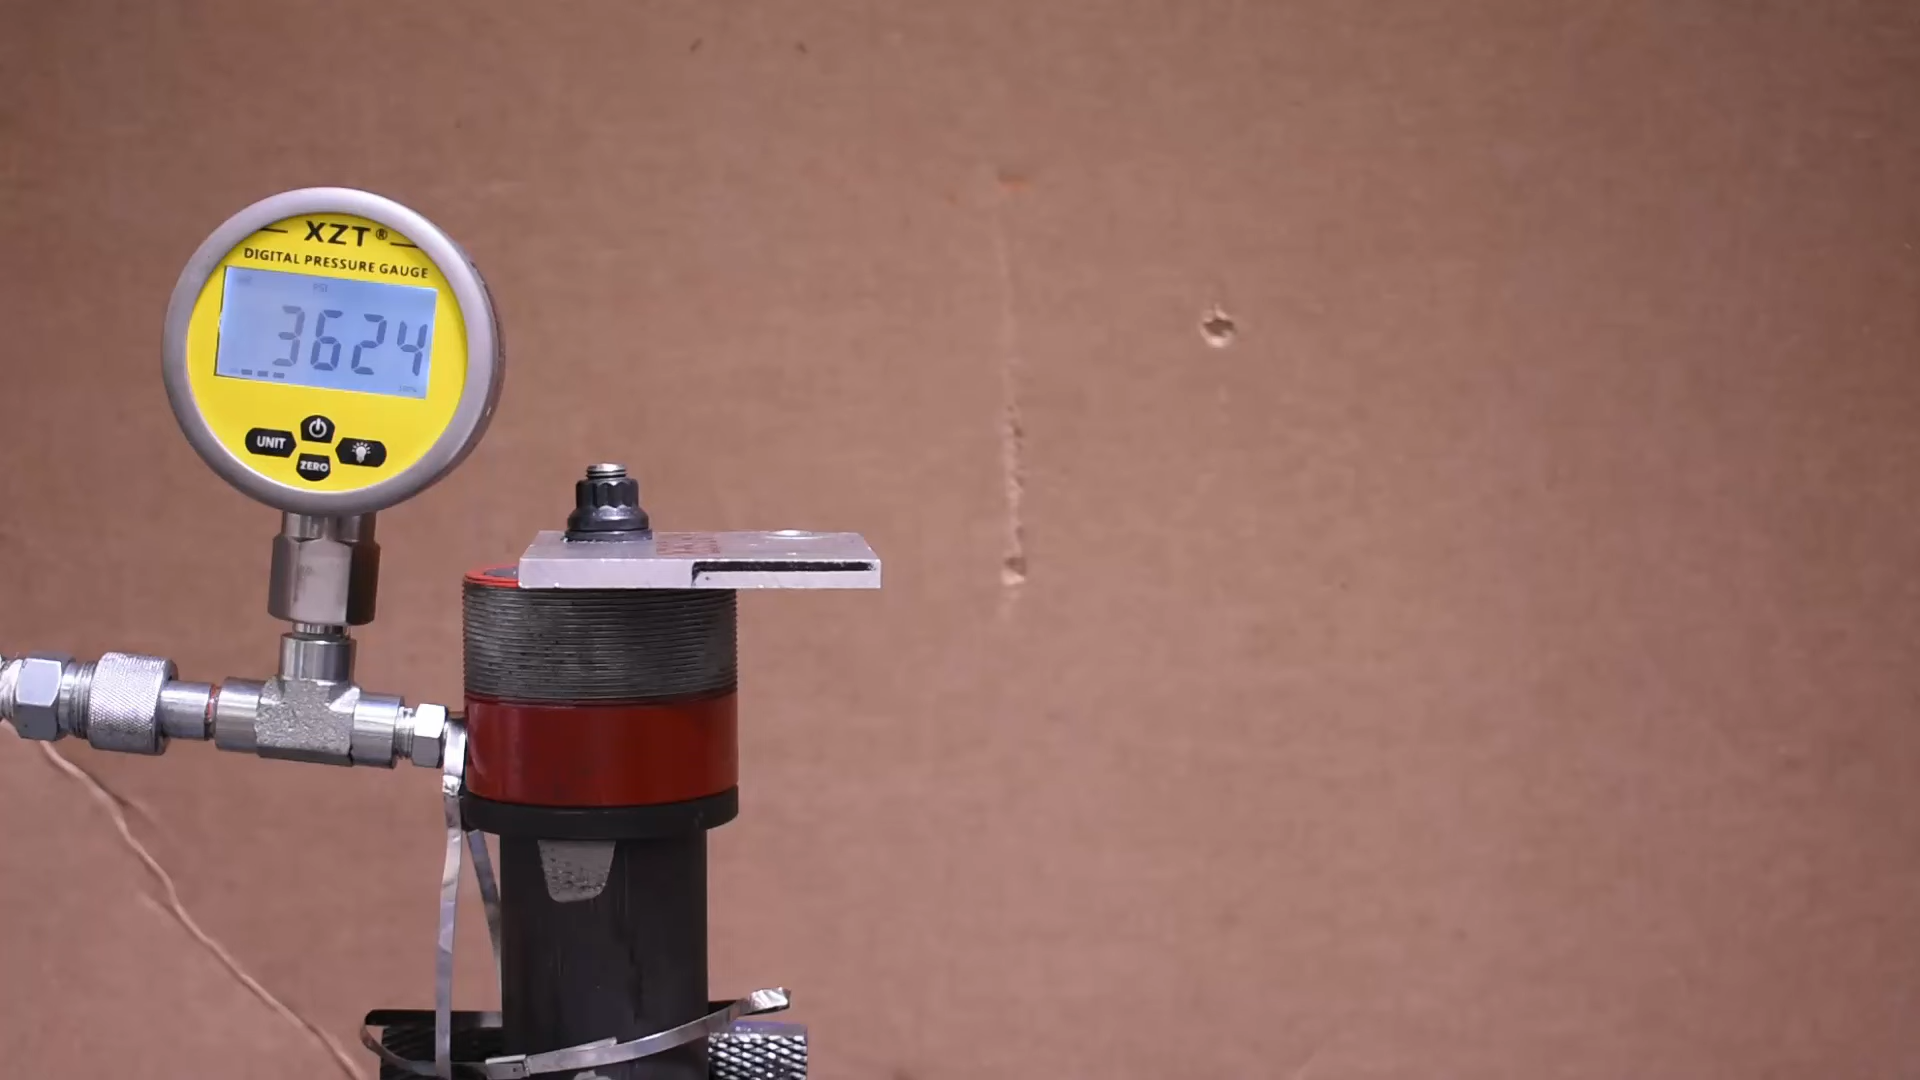 XZT®
DIGITAL PRESSURE GAUGE
PSI
3624
UNIT
ZERO